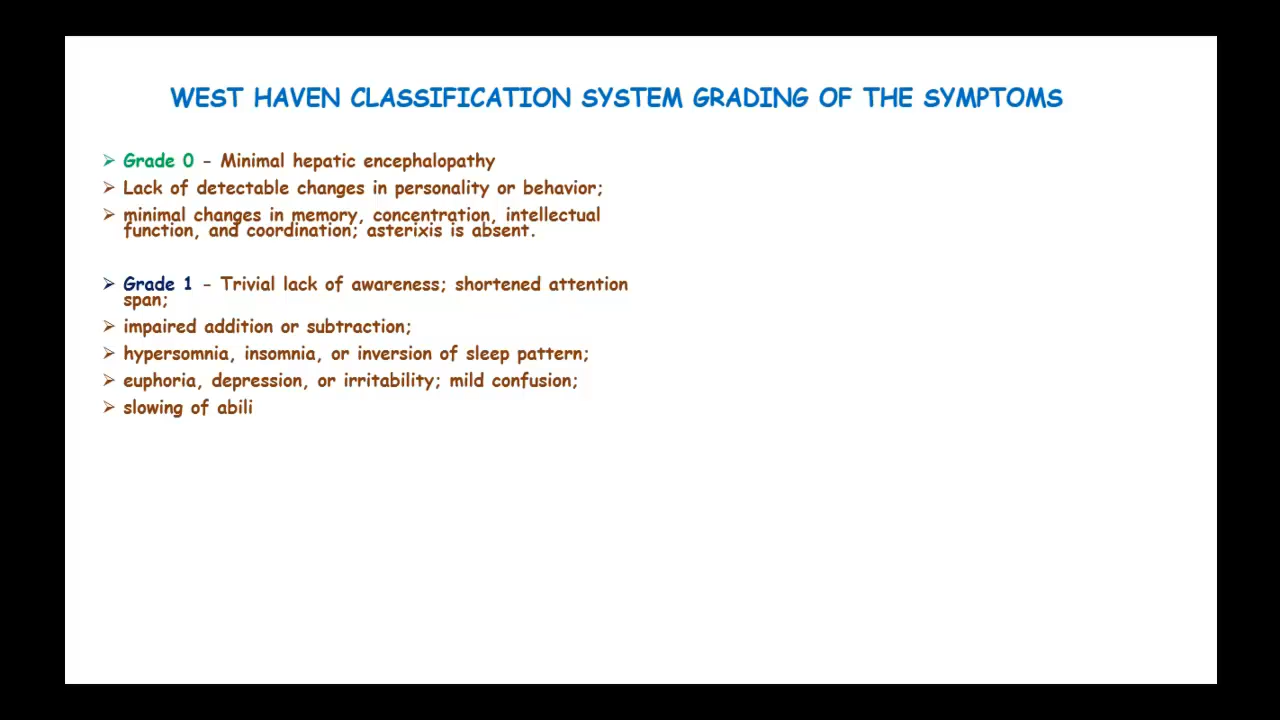 WEST HAVEN CLASSIFICATION SYSTEM GRADING OF THE SYMPTOMS
➢ Grade 0 - Minimal hepatic encephalopathy
➢ Lack of detectable changes in personality or behavior;
➢ minimal changes in memory, concentration, intellectual
function, and coordination; asterixis is absent.
➢ Grade 1 - Trivial lack of awareness; shortened attention
span;
➢ impaired addition or subtraction;
➢ hypersomnia, insomnia, or inversion of sleep pattern;
➢ euphoria, depression, or irritability; mild confusion;
➢ slowing of abili